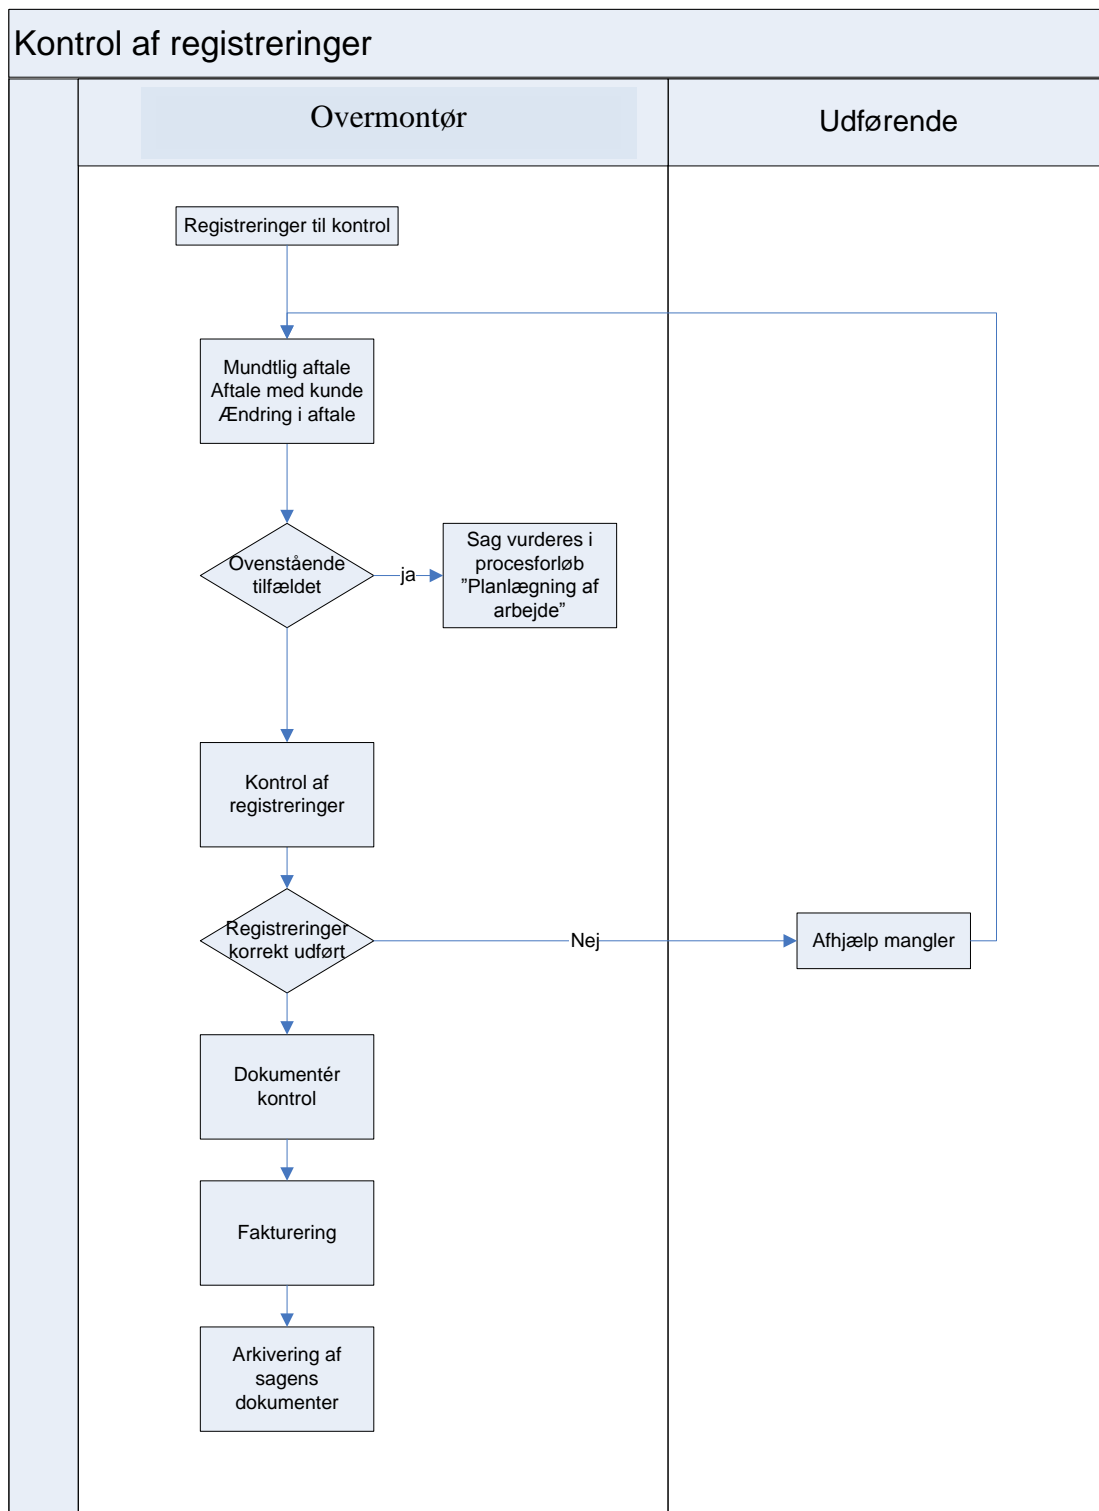 Kontrol af registreringer
Overmontør
Udførende
Registreringer til kontrol
Mundtlig aftale
Aftale med kunde
Ændring i aftale
Ovenstående
tilfældet
ja
Sag vurderes i
procesforløb
”Planlægning af
arbejde”
Kontrol af
registreringer
Registreringer
korrekt udført
Nej
Afhjælp mangler
Dokumentér
kontrol
Fakturering
Arkivering af
sagens
dokumenter